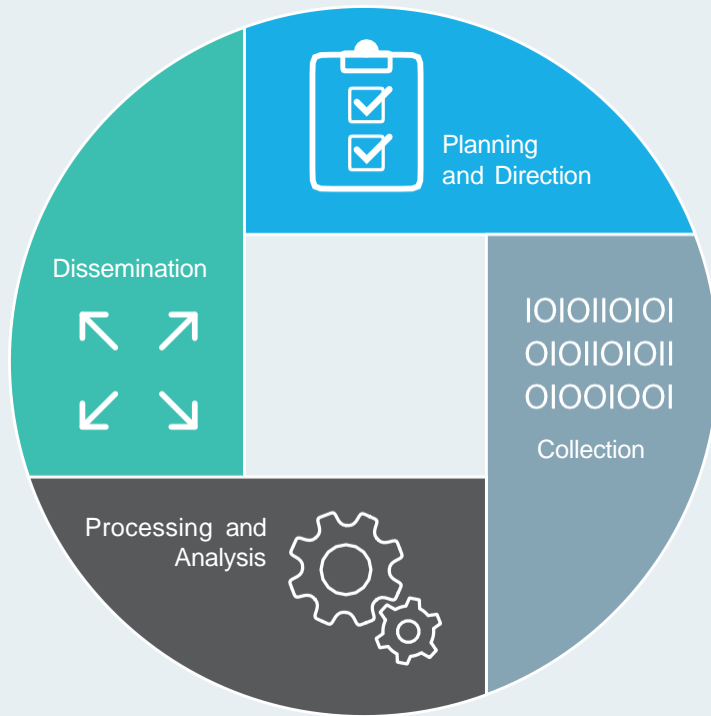 Planning
and Direction
Dissemination
IOIOIIOIOI
OIOIIOIOII
OIOOIOOI
Collection
Processing and
Analysis